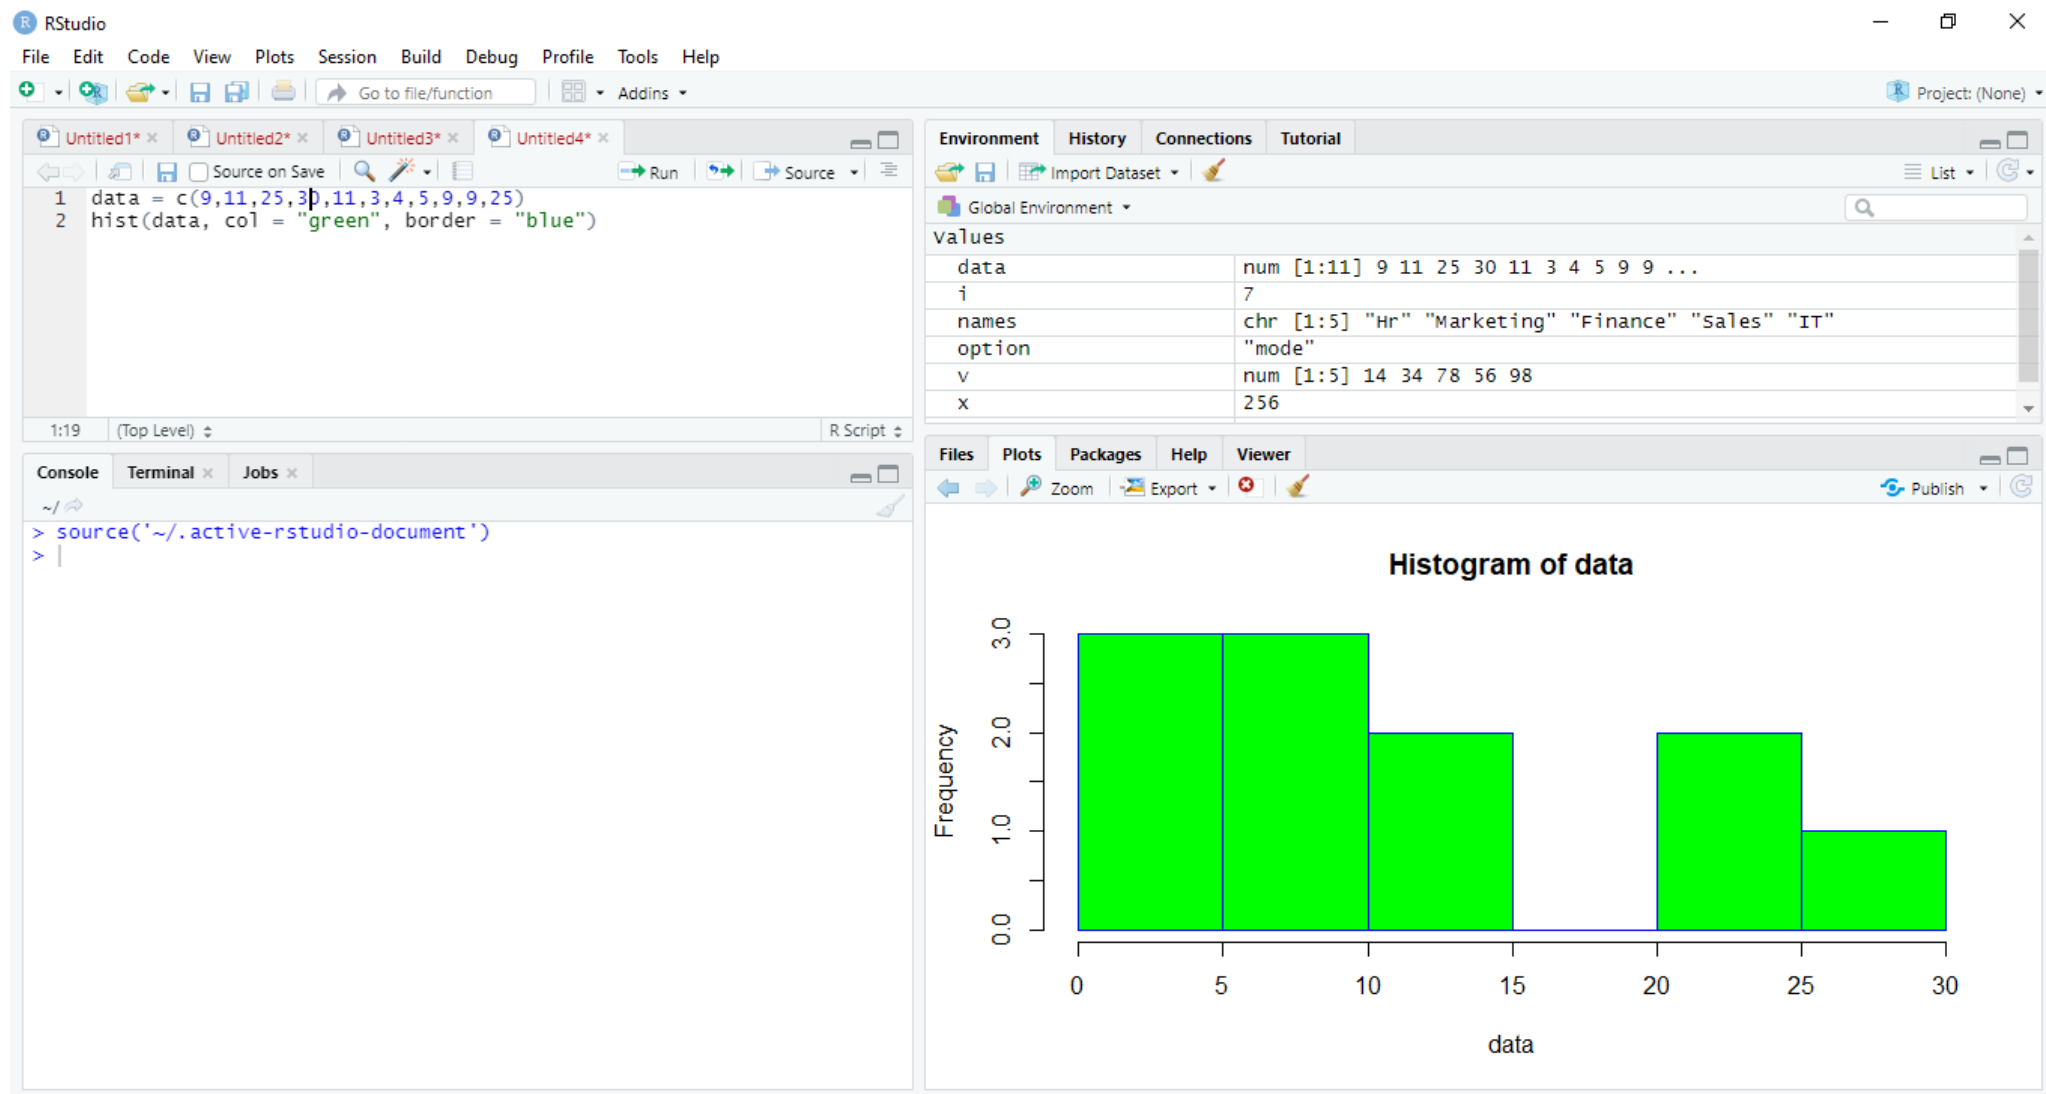 RStudio
File Edit Code View Plots Session Build Debug Profile Tools Help
Go to file/function Addins Project: (None)
Untitled1* Untitled2* Untitled3* Untitled4*
Source on Save Run Source
1 data = c(9,11,25,30,11,3,4,5,9,9,25)
2 hist(data, col = "green", border = "blue")
1:19 (Top Level) R Script
Console Terminal Jobs
~/
> source('~/.active-rstudio-document')
>
Environment History Connections Tutorial
Import Dataset List
Global Environment
Values
data num [1:11] 9 11 25 30 11 3 4 5 9 9 ...
i 7
names chr [1:5] "Hr" "Marketing" "Finance" "Sales" "IT"
option "mode"
v num [1:5] 14 34 78 56 98
x 256
Files Plots Packages Help Viewer
Zoom Export Publish
Histogram of data
Frequency
3.0
2.0
1.0
0.0
0 5 10 15 20 25 30
data